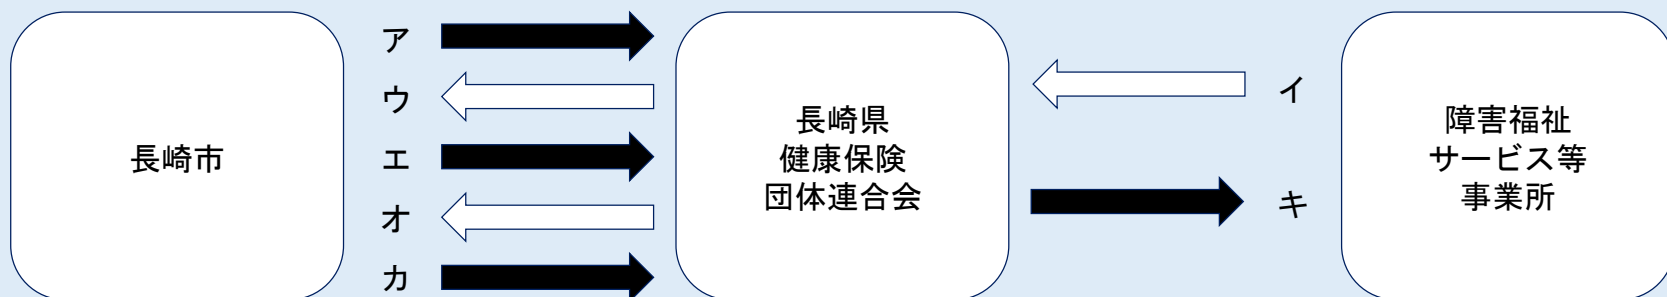 長崎市
ア
ウ
エ
オ
カ
長崎県
健康保険
団体連合会
イ
キ
障害福祉
サービス等
事業所